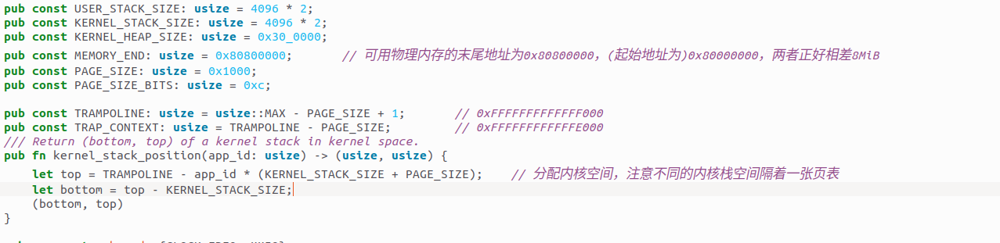 pub const USER_STACK_SIZE: usize = 4096 * 2;
pub const KERNEL_STACK_SIZE: usize = 4096 * 2;
pub const KERNEL_HEAP_SIZE: usize = 0x30_0000;
pub const MEMORY_END: usize = 0x80800000;       // 可用物理内存的末尾地址为0x80800000，(起始地址为)0x80000000，两者正好相差8MiB
pub const PAGE_SIZE: usize = 0x1000;
pub const PAGE_SIZE_BITS: usize = 0xc;
pub const TRAMPOLINE: usize = usize::MAX - PAGE_SIZE + 1;       // 0xFFFFFFFFFFFFF000
pub const TRAP_CONTEXT: usize = TRAMPOLINE - PAGE_SIZE;         // 0xFFFFFFFFFFFFE000
/// Return (bottom, top) of a kernel stack in kernel space.
pub fn kernel_stack_position(app_id: usize) -> (usize, usize) {
    let top = TRAMPOLINE - app_id * (KERNEL_STACK_SIZE + PAGE_SIZE);    // 分配内核空间，注意不同的内核栈空间隔着一张页表
    let bottom = top - KERNEL_STACK_SIZE;
    (bottom, top)
}